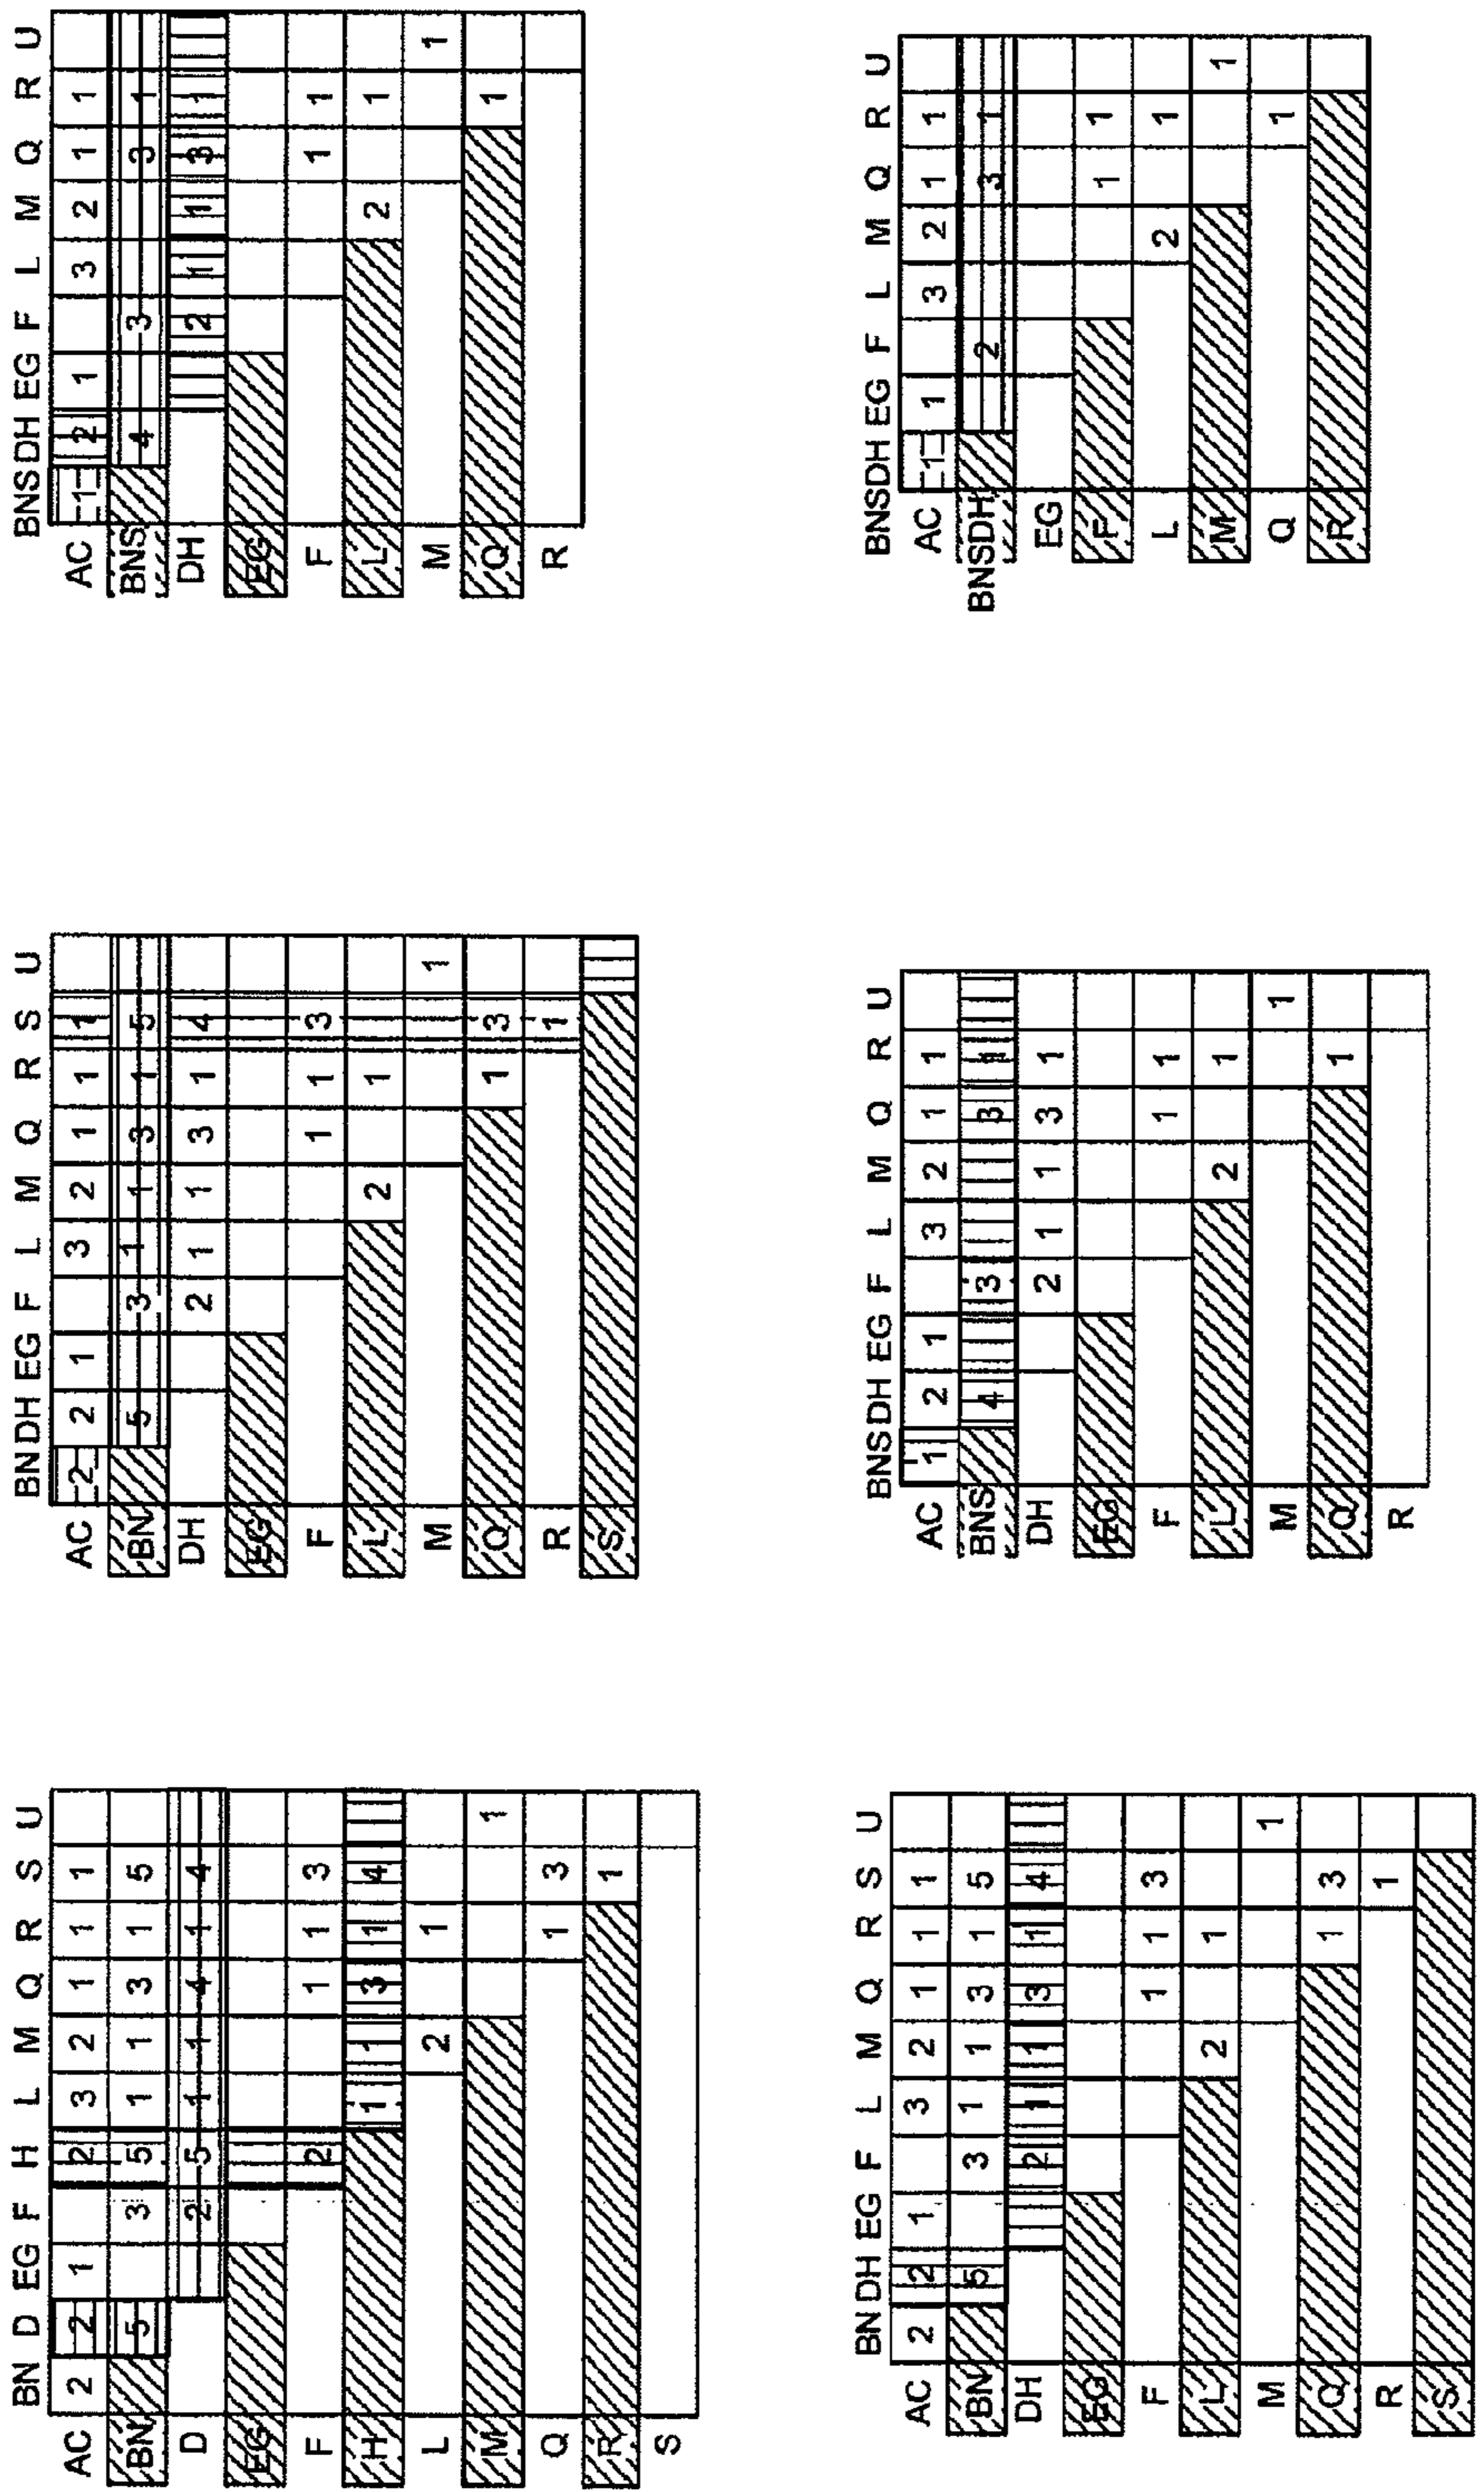 BN D EG F H L M Q R S U
AC 2 2 1 2 3 2 1 1 1
BN 5 3 5 1 1 3 1 5
D 2 5 1 1 4 1 4
EG
F 2 1 1 3
H 1 1 3 1 4
L 2 1
M 1
Q 1 3
R 1
S
BN DH EG F L M Q R S U
AC 2 2 1 3 2 1 1 1
BN 5 3 1 1 3 1 5
DH 2 1 1 3 1 4
EG
F 1 1 3
L 2 1
M 1
Q 1 3
R 1
S
BNS DH EG F L M Q R U
AC 1 2 1 3 2 1 1
BNS 4 3 3 1
DH 2 1 1 3 1
EG
F 1 1
L 2 1
M 1
Q 1
R
BN DH EG F L M Q R S U
AC 2 2 1 3 2 1 1 1
BN 5 3 1 1 3 1 5
DH 2 1 1 3 1 4
EG
F 1 1 3
L 2 1
M 1
Q 1 3
R 1
S
BNS DH EG F L M Q R U
AC 1 2 1 3 2 1 1
BNS 4 3 3 1
DH 2 1 1 3 1
EG
F 1 1
L 2 1
M 1
Q 1
R
BNSDH EG F L M Q R U
AC 1 1 3 2 1 1
BNSDH 2 3 1
EG
F 1 1
L 2 1
M 1
Q 1
R